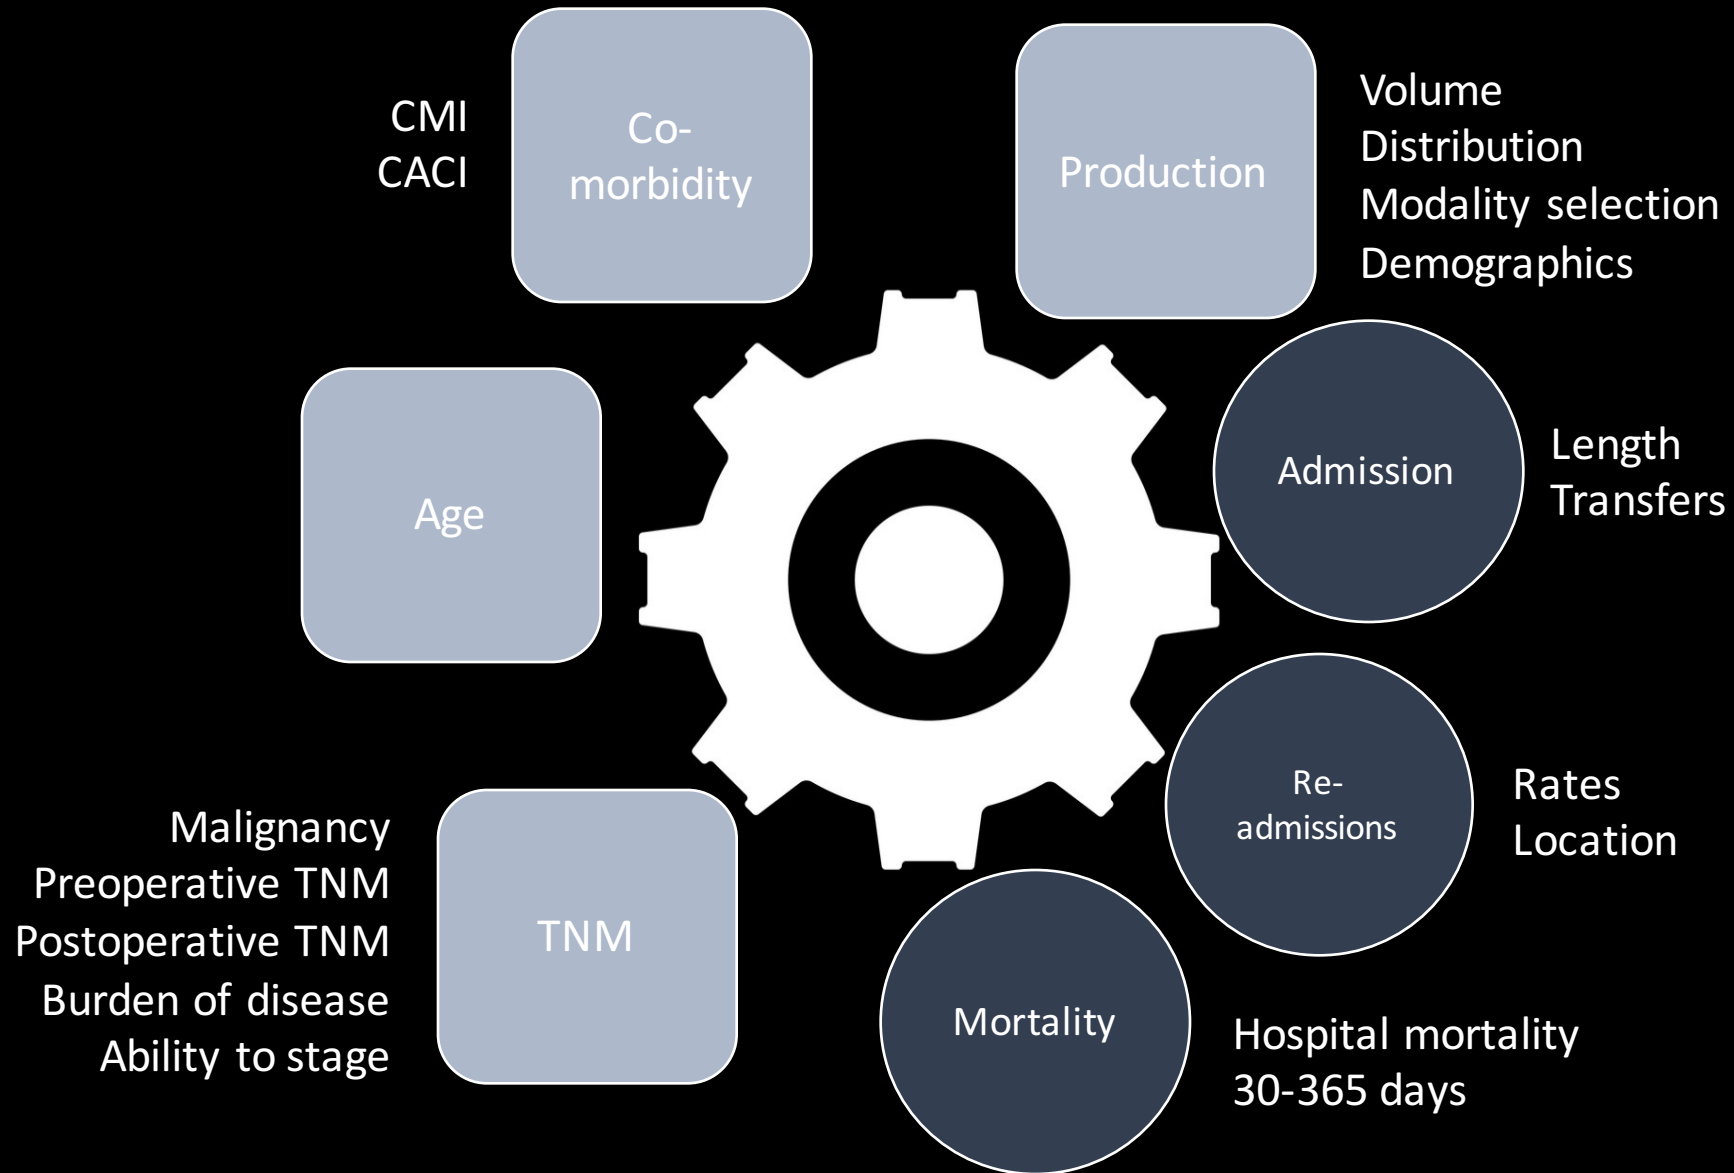 CMI
CACI
Co-
morbidity
Production
Volume
Distribution
Modality selection
Demographics
Age
Admission
Length
Transfers
Re-
admissions
Rates
Location
Malignancy
Preoperative TNM
Postoperative TNM
Burden of disease
Ability to stage
TNM
Mortality
Hospital mortality
30-365 days